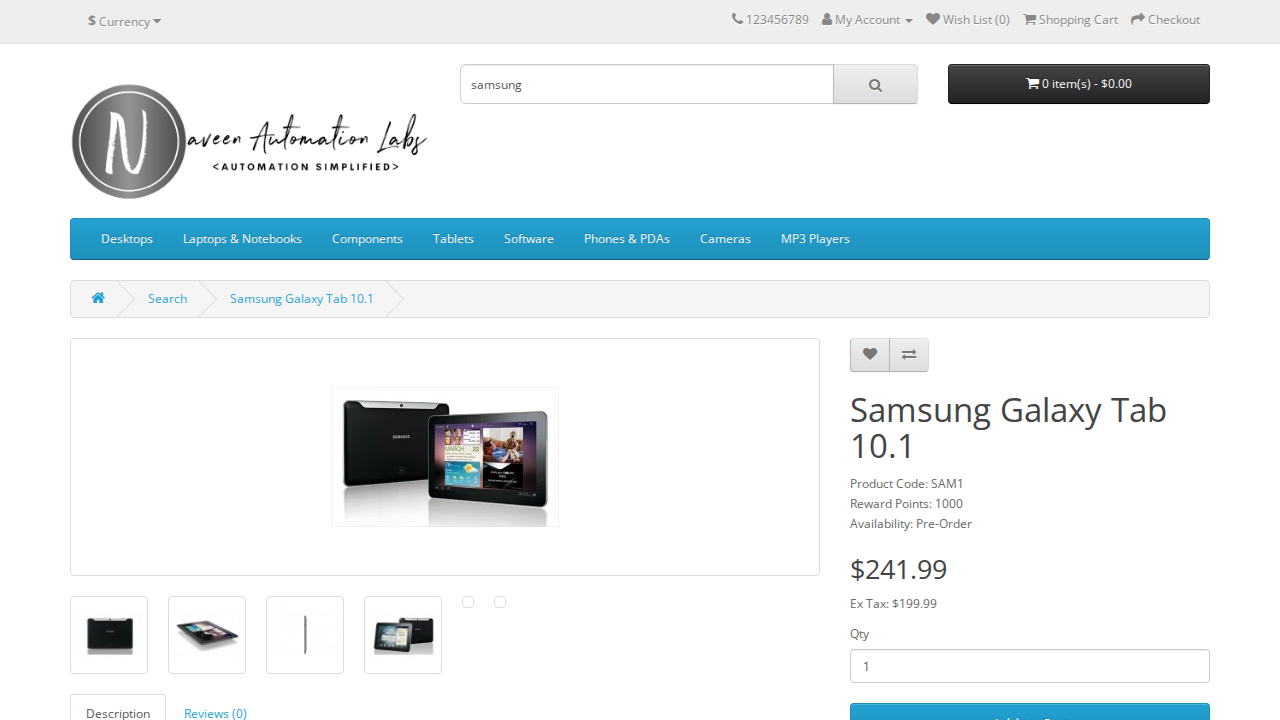 $ Currency
123456789 My Account Wish List (0) Shopping Cart Checkout
samsung
0 item(s) - $0.00
N
aveen Automation Labs
<AUTOMATION SIMPLIFIED>
Desktops Laptops & Notebooks Components Tablets Software Phones & PDAs Cameras MP3 Players
Search Samsung Galaxy Tab 10.1
Samsung Galaxy Tab
10.1
Product Code: SAM1
Reward Points: 1000
Availability: Pre-Order
$241.99
Ex Tax: $199.99
Qty
1
Description Reviews (0)